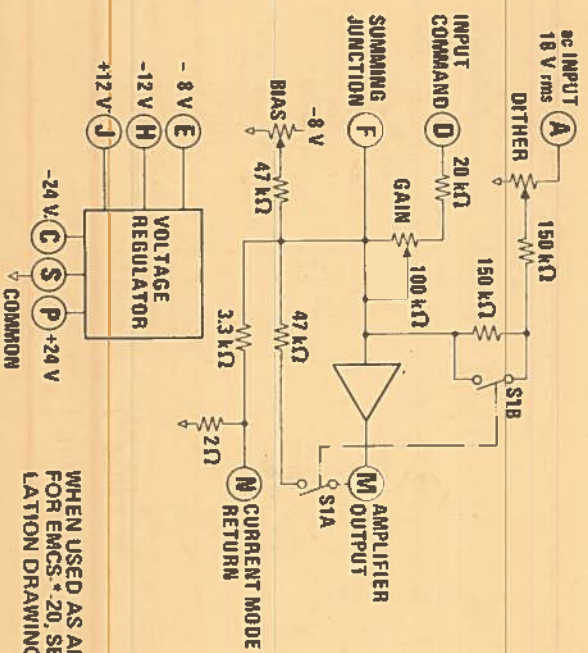 ac INPUT
18 V rms
A
DITHER
150 kΩ
150 kΩ
S1B
INPUT
COMMAND
D
20 kΩ
GAIN
100 kΩ
SUMMING
JUNCTION
F
M
AMPLIFIER
OUTPUT
S1A
-8 V
BIAS
47 kΩ
47 kΩ
3.3 kΩ
2 Ω
N
CURRENT MODE
RETURN
- 8 V
E
-12 V
H
+12 V
J
VOLTAGE
REGULATOR
-24 V.
C
S
P
+24 V
COMMON
WHEN USED AS A
FOR EMCS-*-20, SE
LATION DRAWING